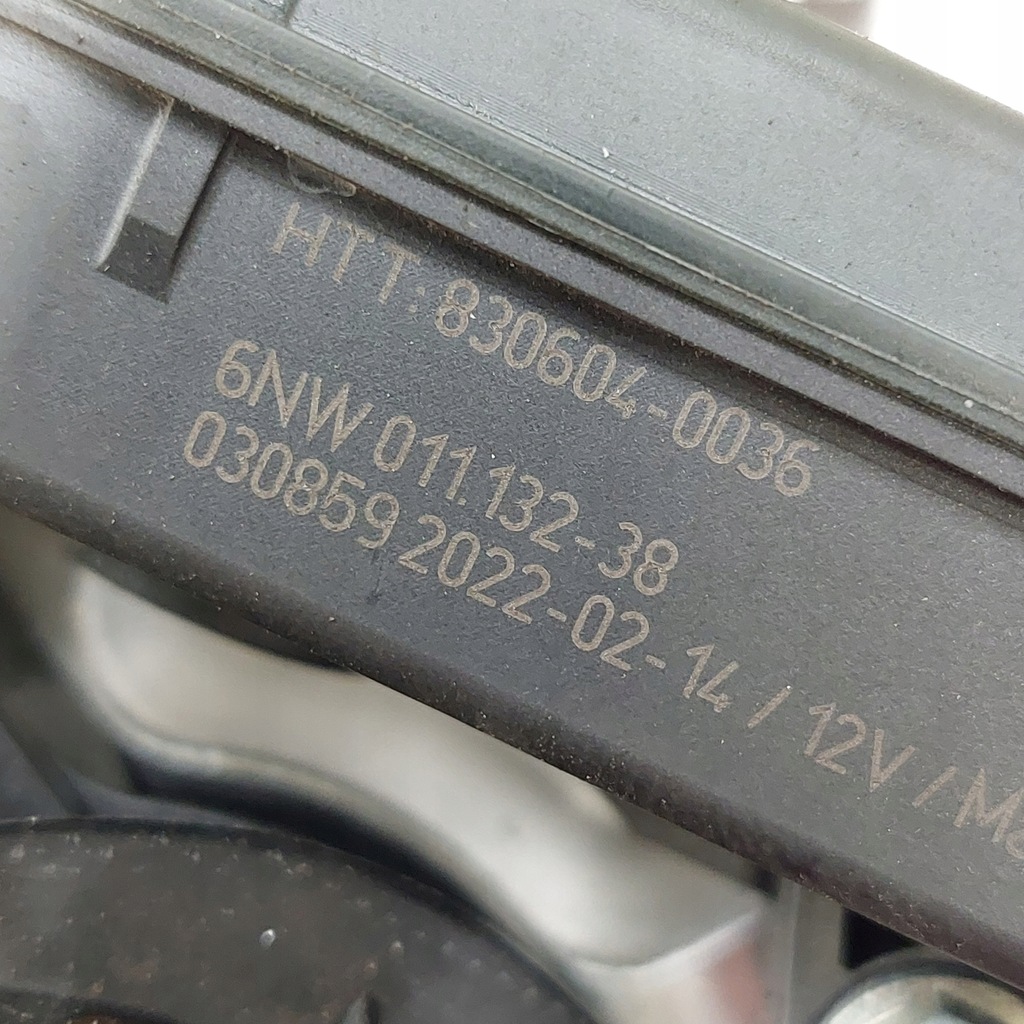 HTT: 830604-0036
6NW 011.132-38
030859 2022-02-14 / 12V /